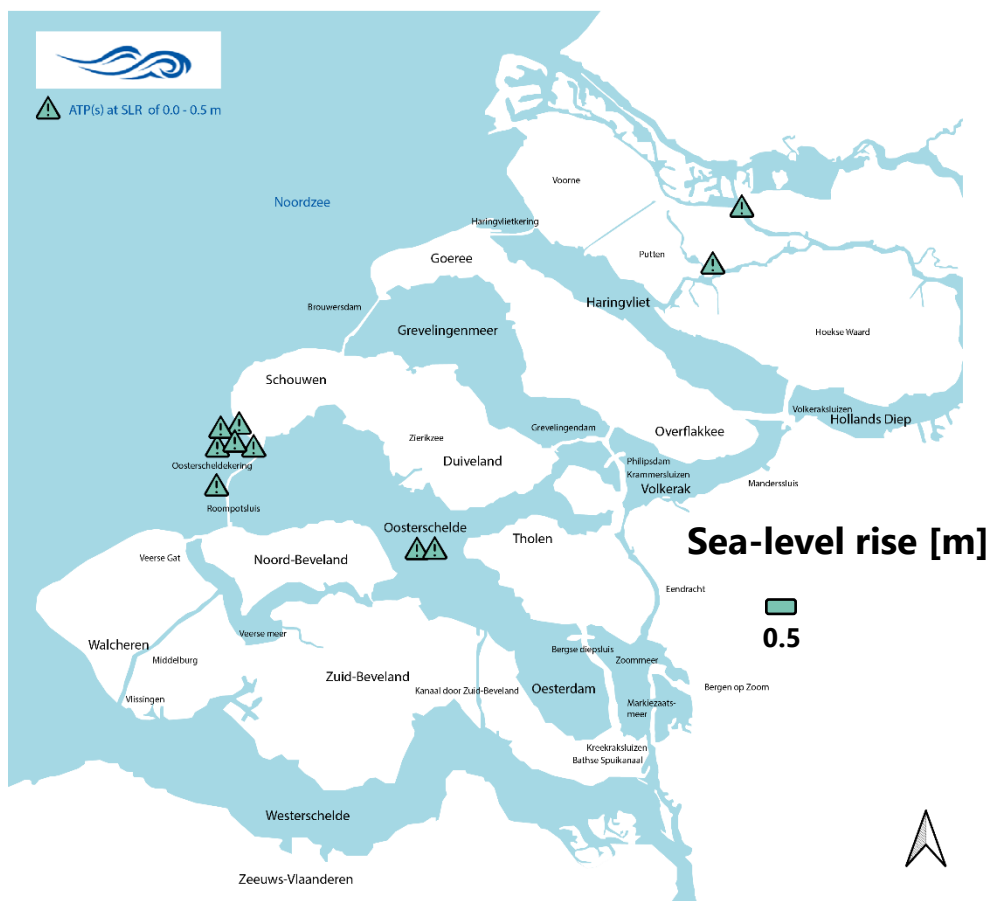 ATP(s) at SLR of 0.0 - 0.5 m
Voorne
Noordzee
Haringvlietkering
Goeree
Putten
Haringvliet
Brouwersdam
Grevelingenmeer
Hoekse Waard
Schouwen
Volkeraksluizen
Hollands Diep
Grevelingendam
Overflakkee
Zierikzee
Duiveland
Oosterscheldekering
Philipsdam
Krammersluizen
Volkerak
Manderssluis
Roompotsluis
Oosterschelde
Tholen
Sea-level rise [m]
Veerse Gat
Noord-Beveland
Eendracht
0.5
Veerse meer
Walcheren
Middelburg
Bergse diepsluis
Zoommeer
Zuid-Beveland
Kanaal door Zuid-Beveland
Oesterdam
Bergen op Zoom
Vlissingen
Markiezaats-
meer
Kreekraksluizen
Bathse Spuikanaal
Westerschelde
Zeeuws-Vlaanderen